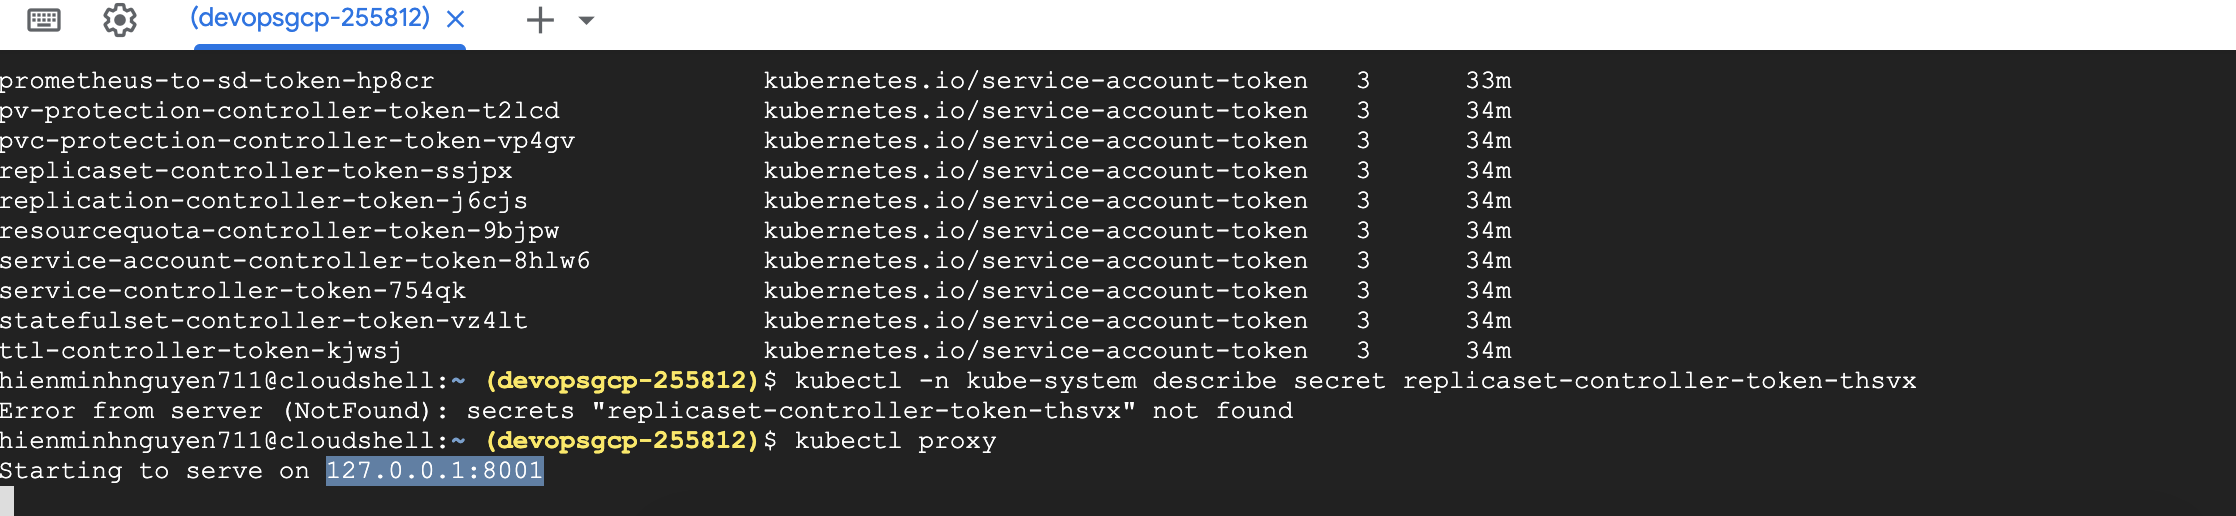 (devopsgcp-255812)
prometheus-to-sd-token-hp8cr kubernetes.io/service-account-token 3 33m
pv-protection-controller-token-t2lcd kubernetes.io/service-account-token 3 34m
pvc-protection-controller-token-vp4gv kubernetes.io/service-account-token 3 34m
replicaset-controller-token-ssjpx kubernetes.io/service-account-token 3 34m
replication-controller-token-j6cjs kubernetes.io/service-account-token 3 34m
resourcequota-controller-token-9bjpw kubernetes.io/service-account-token 3 34m
service-account-controller-token-8hlw6 kubernetes.io/service-account-token 3 34m
service-controller-token-754qk kubernetes.io/service-account-token 3 34m
statefulset-controller-token-vz4lt kubernetes.io/service-account-token 3 34m
ttl-controller-token-kjwsj kubernetes.io/service-account-token 3 34m
hienminhnguyen711@cloudshell:~ (devopsgcp-255812)$ kubectl -n kube-system describe secret replicaset-controller-token-thsvx
Error from server (NotFound): secrets "replicaset-controller-token-thsvx" not found
hienminhnguyen711@cloudshell:~ (devopsgcp-255812)$ kubectl proxy
Starting to serve on 127.0.0.1:8001